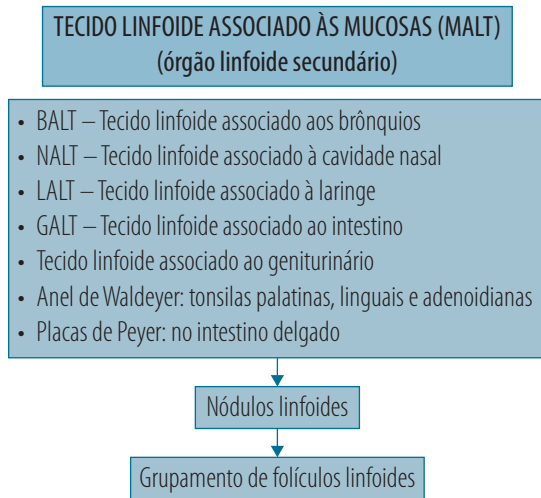 TECIDO LINFOIDE ASSOCIADO ÀS MUCOSAS (MALT)
(órgão linfoide secundário)
• BALT – Tecido linfoide associado aos brônquios
• NALT – Tecido linfoide associado à cavidade nasal
• LALT – Tecido linfoide associado à laringe
• GALT – Tecido linfoide associado ao intestino
• Tecido linfoide associado ao geniturinário
• Anel de Waldeyer: tonsilas palatinas, linguais e adenoidianas
• Placas de Peyer: no intestino delgado
Nódulos linfoides
Grupamento de folículos linfoides